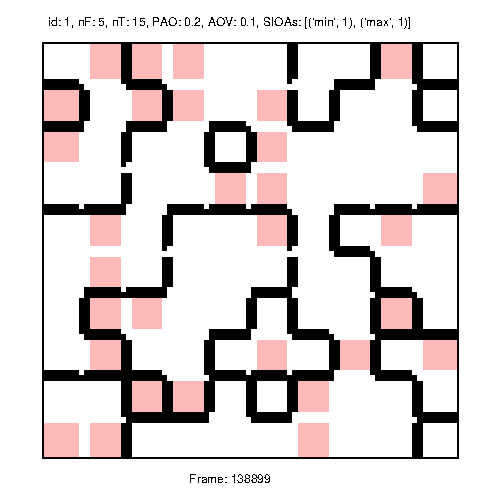 id: 1, nF: 5, nT: 15, PAO: 0.2, AOV: 0.1, SIOAs: [('min', 1), ('max', 1)]
Frame: 138899